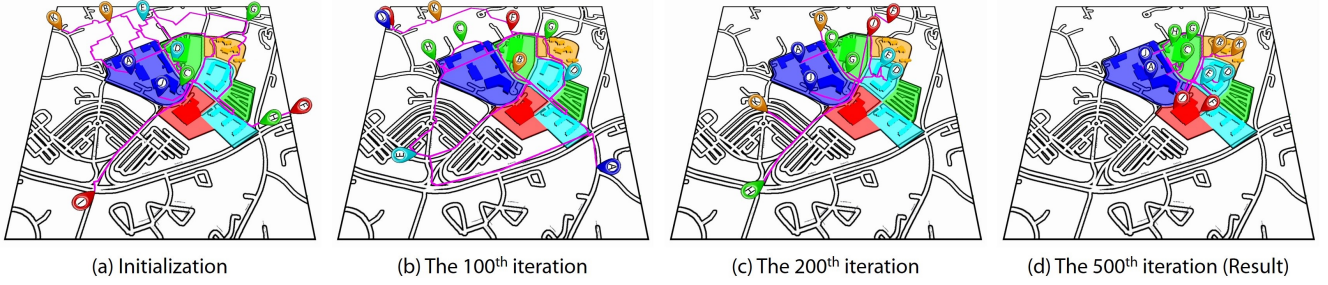 K B E G
D
A
J C
H F
I
J K F G
H C
B
D
E
A
B J F
A C
G E D
J
K
H
H G
J C B K
A E D
I F
(a) Initialization
(b) The 100th iteration
(c) The 200th iteration
(d) The 500th iteration (Result)